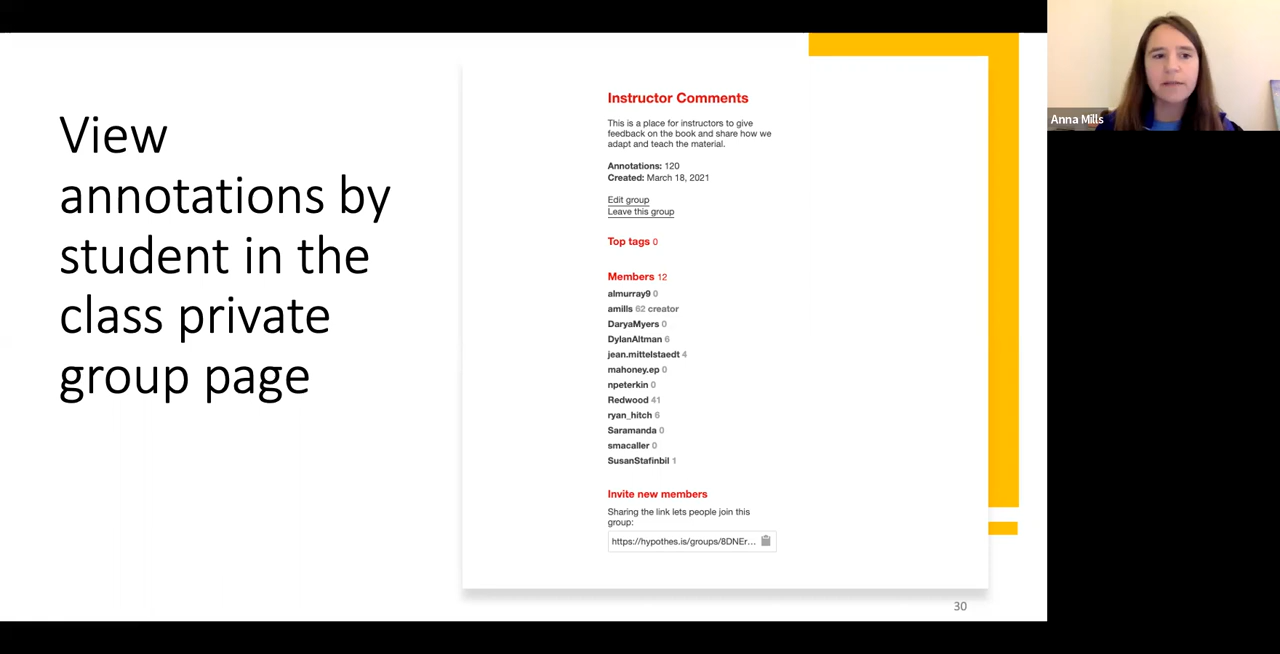 View
annotations by
student in the
class private
group page
Instructor Comments
This is a place for instructors to give
feedback on the book and share how we
adapt and teach the material.
Annotations: 120
Created: March 18, 2021
Edit group
Leave this group
Top tags 0
Members 12
almurray9 0
amills 62 creator
DaryaMyers 0
DylanAltman 6
jean.mittelstaedt 4
mahoney.ep 0
npeterkin 0
Redwood 41
ryan_hitch 6
Saramanda 0
smacaller 0
SusanStafinbil 1
Invite new members
Sharing the link lets people join this
group:
https://hypothes.is/groups/8DNEr...
30
Anna Mills